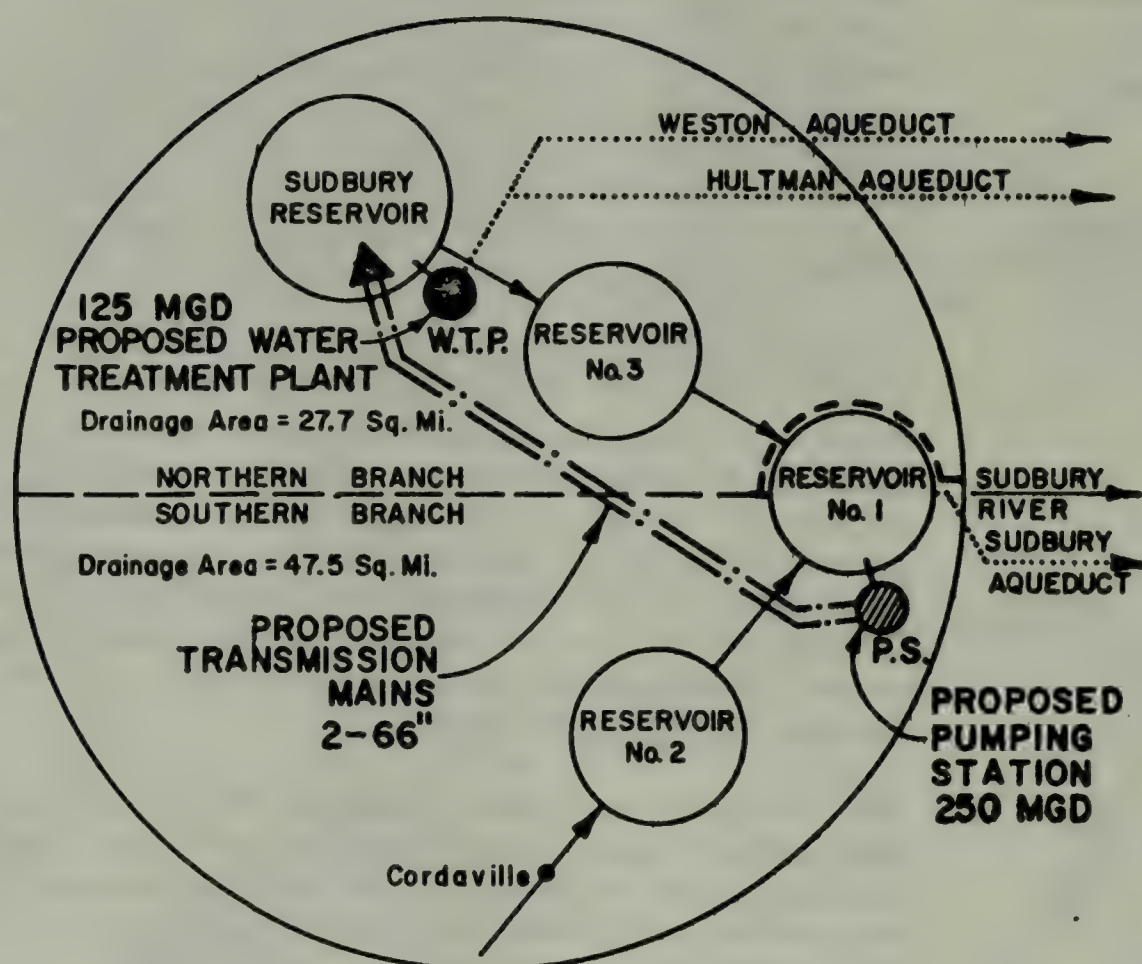 WESTON AQUEDUCT
HULTMAN AQUEDUCT
SUDBURY
RESERVOIR
125 MGD
PROPOSED WATER
TREATMENT PLANT
W.T.P.
RESERVOIR
No. 3
Drainage Area = 27.7 Sq. Mi.
NORTHERN BRANCH
SOUTHERN BRANCH
Drainage Area = 47.5 Sq. Mi.
RESERVOIR
No. 1
SUDBURY
RIVER
SUDBURY
AQUEDUCT
PROPOSED
TRANSMISSION
MAINS
2-66"
P.S.
PROPOSED
PUMPING
STATION
250 MGD
RESERVOIR
No. 2
Cordaville